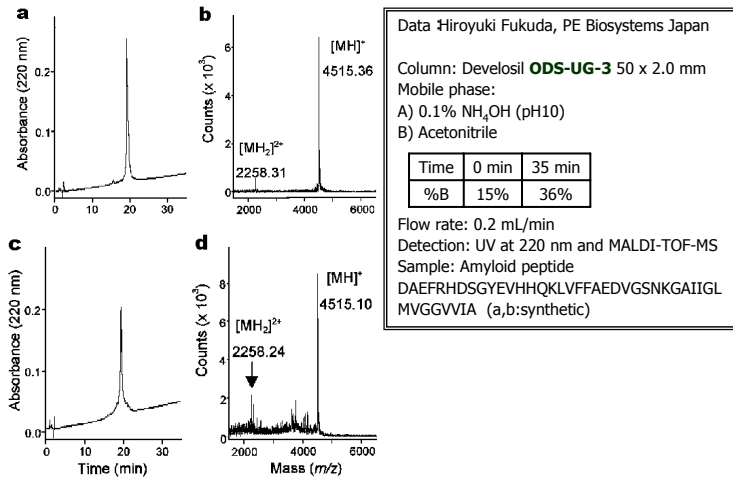 a
Absorbance (220 nm)
0.2
0.1
0.0
0 10 20 30
b
Counts (x 10³)
6
4
2
0
[MH]⁺
4515.36
[MH₂]²⁺
2258.31
2000 4000 6000
c
Absorbance (220 nm)
0.2
0.1
0.0
0 10 20 30
Time (min)
d
Counts (x 10³)
8
6
4
2
0
[MH]⁺
4515.10
[MH₂]²⁺
2258.24
2000 4000 6000
Mass (m/z)
Data :Hiroyuki Fukuda, PE Biosystems Japan
Column: Develosil ODS-UG-3 50 x 2.0 mm
Mobile phase:
A) 0.1% NH₄OH (pH10)
B) Acetonitrile
Time 0 min 35 min
%B 15% 36%
Flow rate: 0.2 mL/min
Detection: UV at 220 nm and MALDI-TOF-MS
Sample: Amyloid peptide
DAEFRHDSGYEVHHQKLVFFAEDVGSNKGAIIGL
MVGGVVIA (a,b:synthetic)